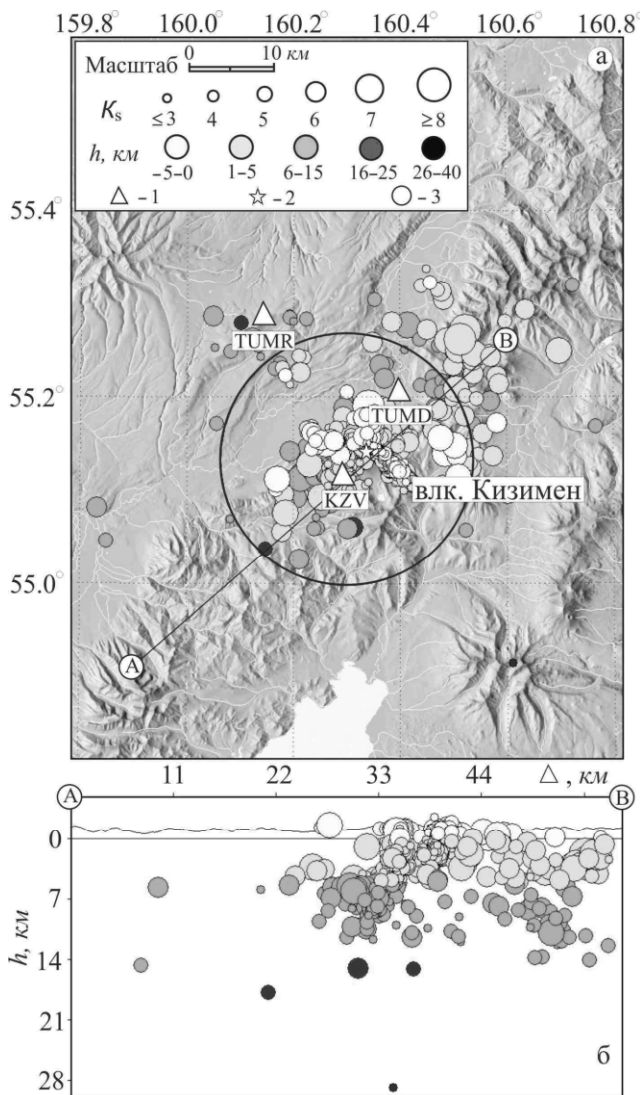 159.8° 160.0° 160.2° 160.4° 160.6° 160.8°
Масштаб 0 10 км
а
Kₛ
≤3 4 5 6 7 ≥8
h, км
–5–0 1–5 6–15 16–25 26–40
–1 –2 –3
55.4°
TUMR
B
55.2°
TUMD
влк. Кизимен
KZV
55.0°
A
11 22 33 44 Δ, км
A B
0
7
h, км
14
21
б
28